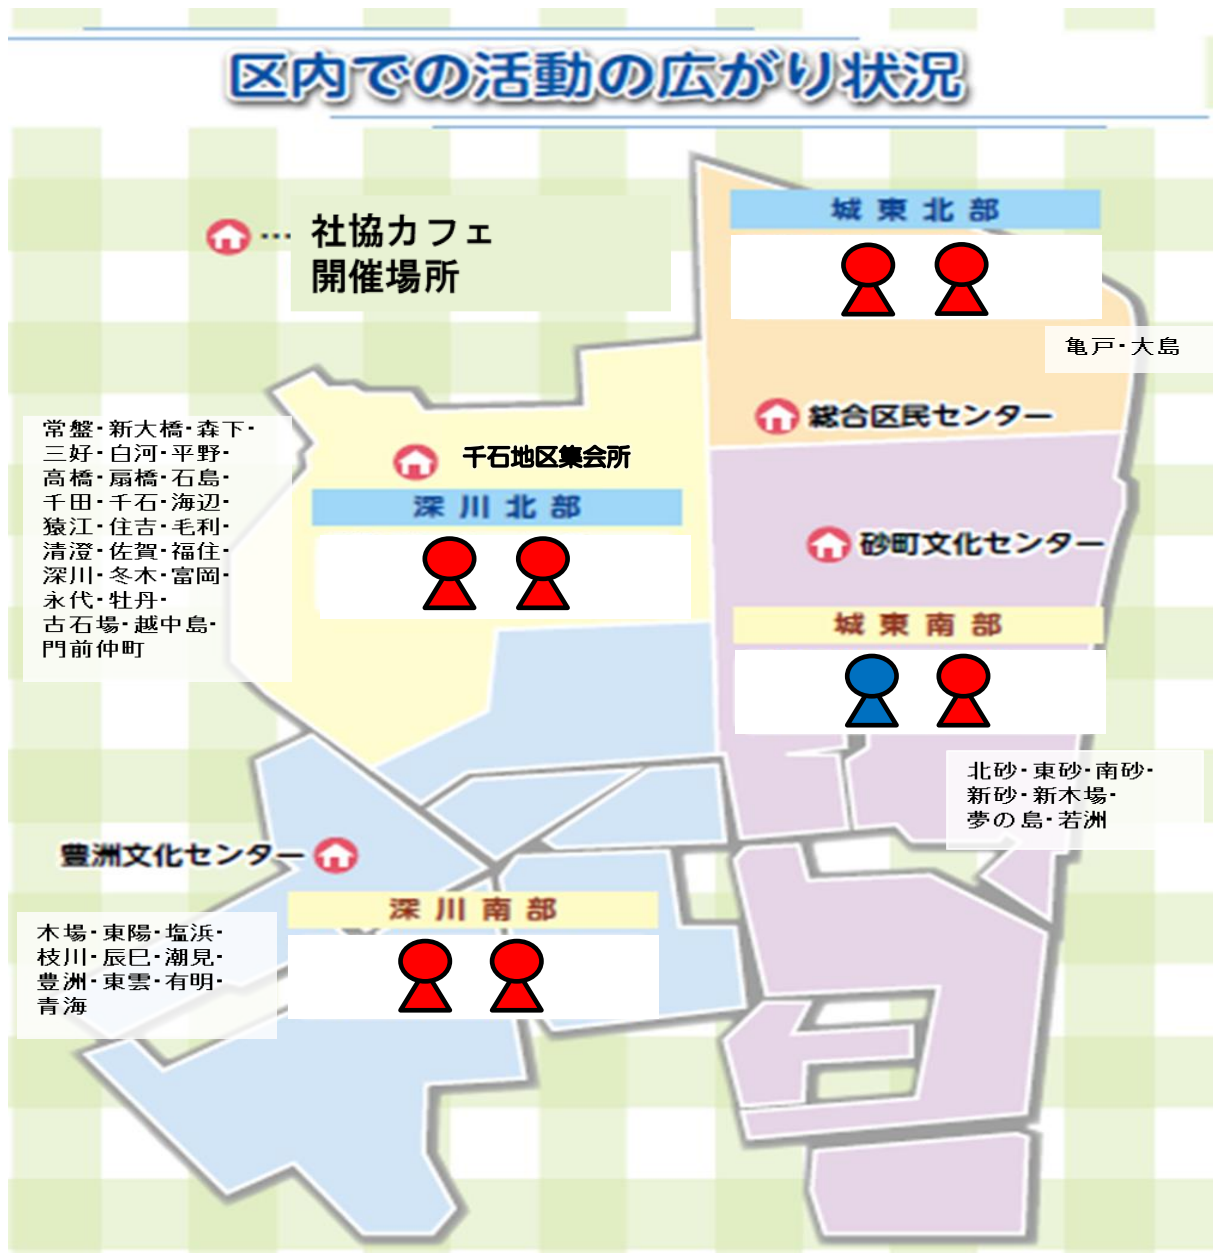 区内での活動の広がり状況
…社協カフェ
開催場所
城東北部
亀戸・大島
総合区民センター
千石地区集会所
深川北部
常盤・新大橋・森下・
三好・白河・平野・
高橋・扇橋・石島・
千田・千石・海辺・
猿江・住吉・毛利・
清澄・佐賀・福住・
深川・冬木・富岡・
永代・牡丹・
古石場・越中島・
門前仲町
砂町文化センター
城東南部
北砂・東砂・南砂・
新砂・新木場・
夢の島・若洲
豊洲文化センター
深川南部
木場・東陽・塩浜・
枝川・辰巳・潮見・
豊洲・東雲・有明・
青海